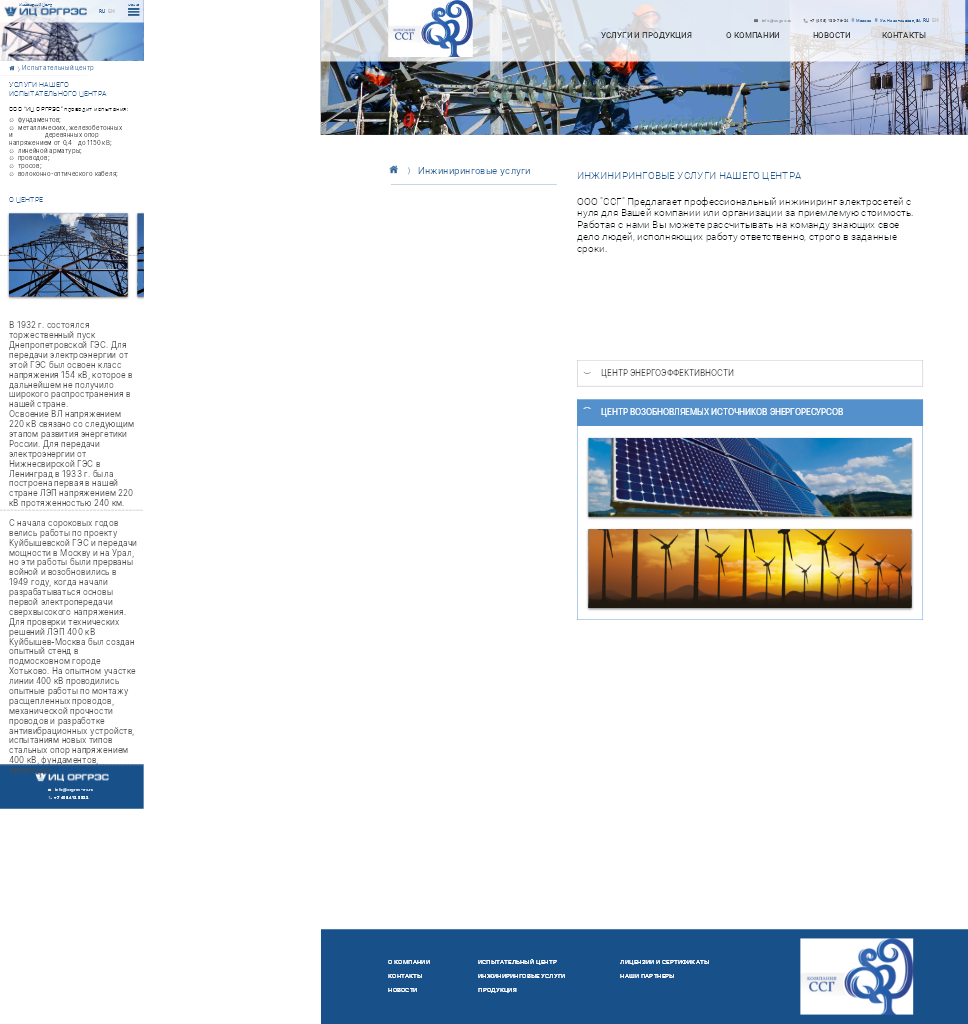 ИЦ ОРГРЭС
RU EN
Испытательный центр
УСЛУГИ НАШЕГО
ИСПЫТАТЕЛЬНОГО ЦЕНТРА
ООО "ИЦ ОРГРЭС" проводит испытания:
фундаментов;
металлических, железобетонных
и деревянных опор
напряжением от 0,4 до 1150 кВ;
линейной арматуры;
проводов;
тросов;
волоконно-оптического кабеля;
О ЦЕНТРЕ
В 1932 г. состоялся
торжественный пуск
Днепропетровской ГЭС. Для
передачи электроэнергии от
этой ГЭС был освоен класс
напряжения 154 кВ, которое в
дальнейшем не получило
широкого распространения в
нашей стране.
Освоение ВЛ напряжением
220 кВ связано со следующим
этапом развития энергетики
России. Для передачи
электроэнергии от
Нижнесвирской ГЭС в
Ленинград в 1933 г. была
построена первая в нашей
стране ЛЭП напряжением 220
кВ протяженностью 240 км.
С начала сороковых годов
велись работы по проекту
Куйбышевской ГЭС и передачи
мощности в Москву и на Урал,
но эти работы были прерваны
войной и возобновились в
1949 году, когда начали
разрабатываться основы
первой электропередачи
сверхвысокого напряжения.
Для проверки технических
решений ЛЭП 400 кВ
Куйбышев-Москва был создан
опытный стенд в
подмосковном городе
Хотьково. На опытном участке
линии 400 кВ проводились
опытные работы по монтажу
расщепленных проводов,
механической прочности
проводов и разработке
антивибрационных устройств,
испытаниям новых типов
стальных опор напряжением
400 кВ, фундаментов,
ИЦ ОРГРЭС
КОМПАНИЯ
ССГ
Москва
RU EN
УСЛУГИ И ПРОДУКЦИЯ
О КОМПАНИИ
НОВОСТИ
КОНТАКТЫ
Инжиниринговые услуги
ИНЖИНИРИНГОВЫЕ УСЛУГИ НАШЕГО ЦЕНТРА
ООО "ССГ" Предлагает профессиональный инжиниринг электросетей с
нуля для Вашей компании или организации за приемлемую стоимость.
Работая с нами Вы можете рассчитывать на команду знающих свое
дело людей, исполняющих работу ответственно, строго в заданные
сроки.
ЦЕНТР ЭНЕРГОЭФФЕКТИВНОСТИ
ЦЕНТР ВОЗОБНОВЛЯЕМЫХ ИСТОЧНИКОВ ЭНЕРГОРЕСУРСОВ
О КОМПАНИИ
ИСПЫТАТЕЛЬНЫЙ ЦЕНТР
ЛИЦЕНЗИИ И СЕРТИФИКАТЫ
КОНТАКТЫ
ИНЖИНИРИНГОВЫЕ УСЛУГИ
НАШИ ПАРТНЕРЫ
НОВОСТИ
ПРОДУКЦИЯ
КОМПАНИЯ
ССГ